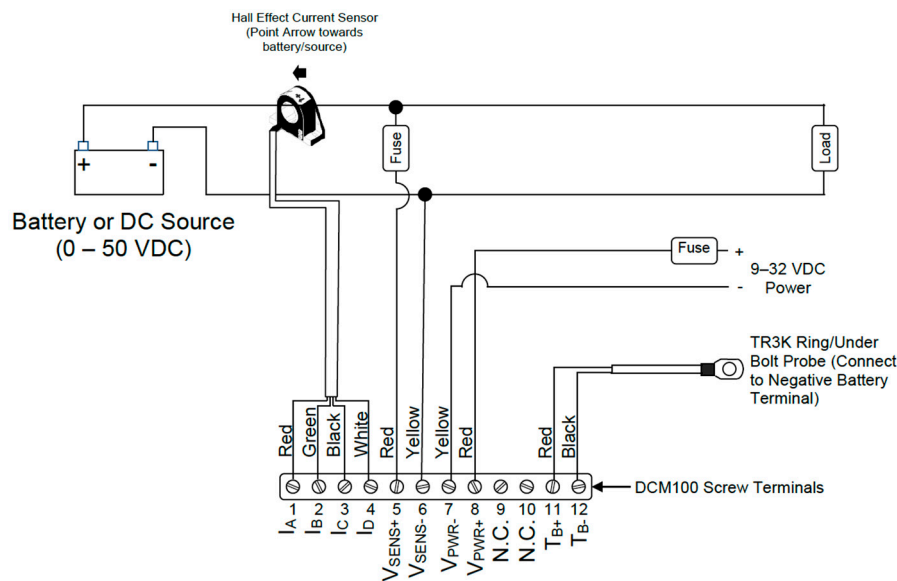 Hall Effect Current Sensor
(Point Arrow towards
battery/source)
+ -
Fuse
Load
Battery or DC Source
(0 – 50 VDC)
Fuse
+
-
9–32 VDC
Power
TR3K Ring/Under
Bolt Probe (Connect
to Negative Battery
Terminal)
Red
Green
Black
White
Red
Yellow
Yellow
Red
Red
Black
DCM100 Screw Terminals
1 2 3 4 5 6 7 8 9 10 11 12
IA
IB
IC
ID
VSENS+
VSENS-
VPWR-
VPWR+
N.C.
N.C.
TB+
TB-